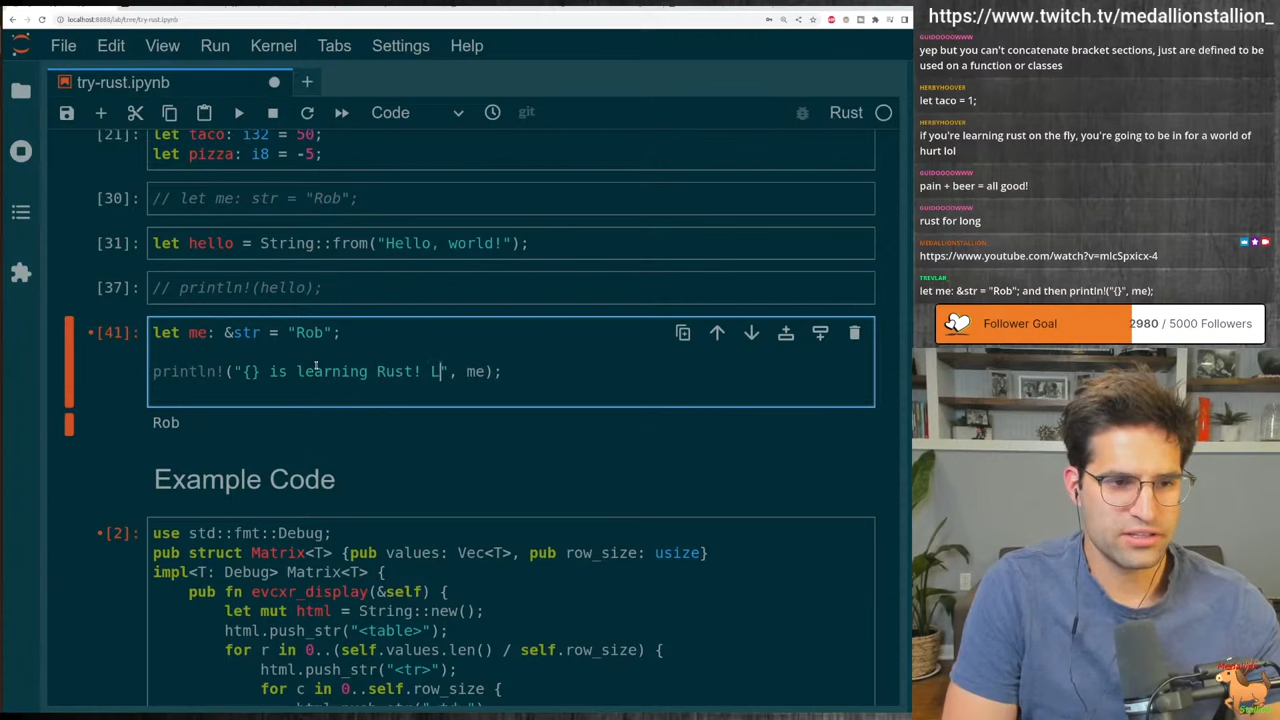 localhost:8888/lab/tree/try-rust.ipynb
https://www.twitch.tv/medallionstallion_
File Edit View Run Kernel Tabs Settings Help
try-rust.ipynb
Code
git
Rust
[21]:
let taco: i32 = 50;
let pizza: i8 = -5;
[30]:
// let me: str = "Rob";
[31]:
let hello = String::from("Hello, world!");
[37]:
// println!(hello);
[41]:
let me: &str = "Rob";
println!("{} is learning Rust! L", me);
Rob
Example Code
[2]:
use std::fmt::Debug;
pub struct Matrix<T> {pub values: Vec<T>, pub row_size: usize}
impl<T: Debug> Matrix<T> {
pub fn evcxr_display(&self) {
let mut html = String::new();
html.push_str("<table>");
for r in 0..(self.values.len() / self.row_size) {
html.push_str("<tr>");
for c in 0..self.row_size {
yep but you can't concatenate bracket sections, just are defined to be
used on a function or classes
HERBYHOOVER
let taco = 1;
HERBYHOOVER
if you're learning rust on the fly, you're going to be in for a world of
hurt lol
pain + beer = all good!
rust for long
MEDALLIONSTALLION_
https://www.youtube.com/watch?v=mlcSpxicx-4
TREVLAR_
let me: &str = "Rob"; and then println!("{}", me);
Follower Goal
2980 / 5000 Followers